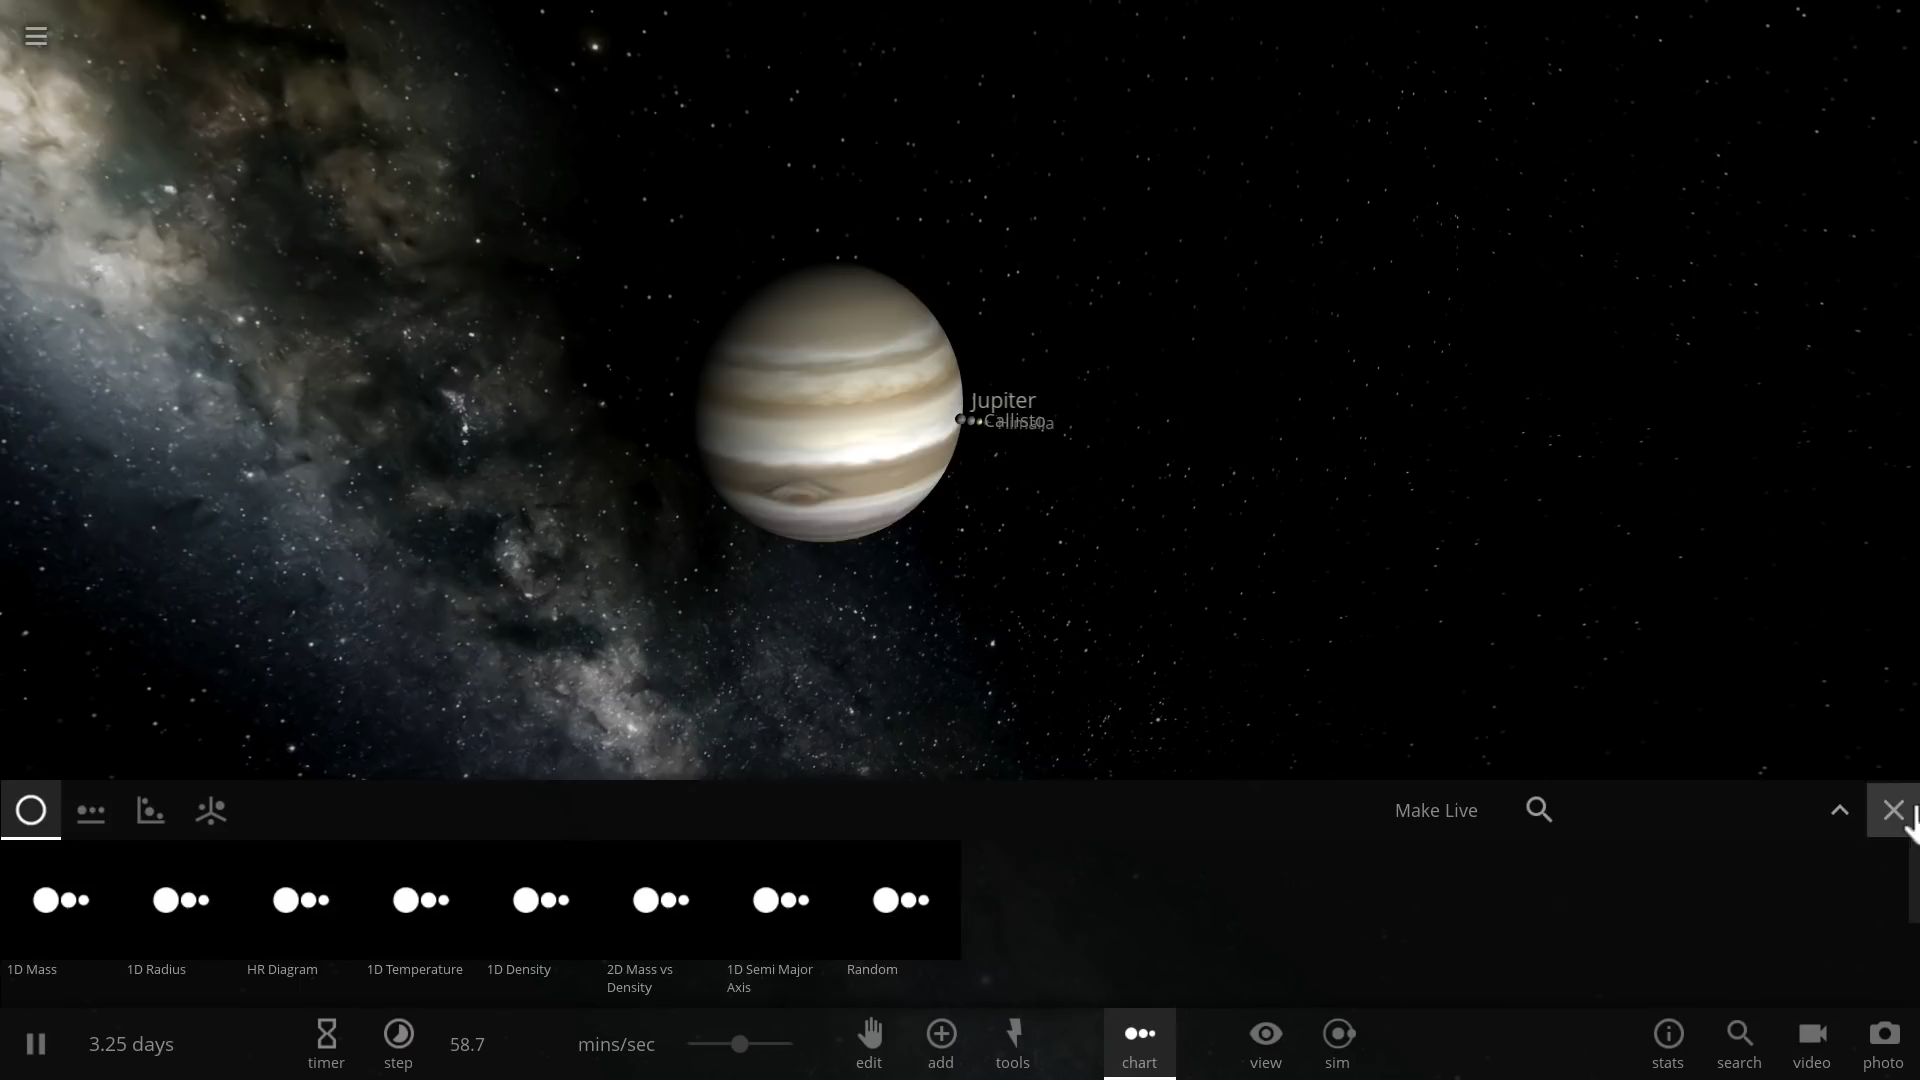 Jupiter
Callisto
Himalia
Make Live
1D Mass
1D Radius
HR Diagram
1D Temperature
1D Density
2D Mass vs
Density
1D Semi Major
Axis
Random
3.25 days
timer
step
58.7
mins/sec
edit
add
tools
chart
view
sim
stats
search
video
photo